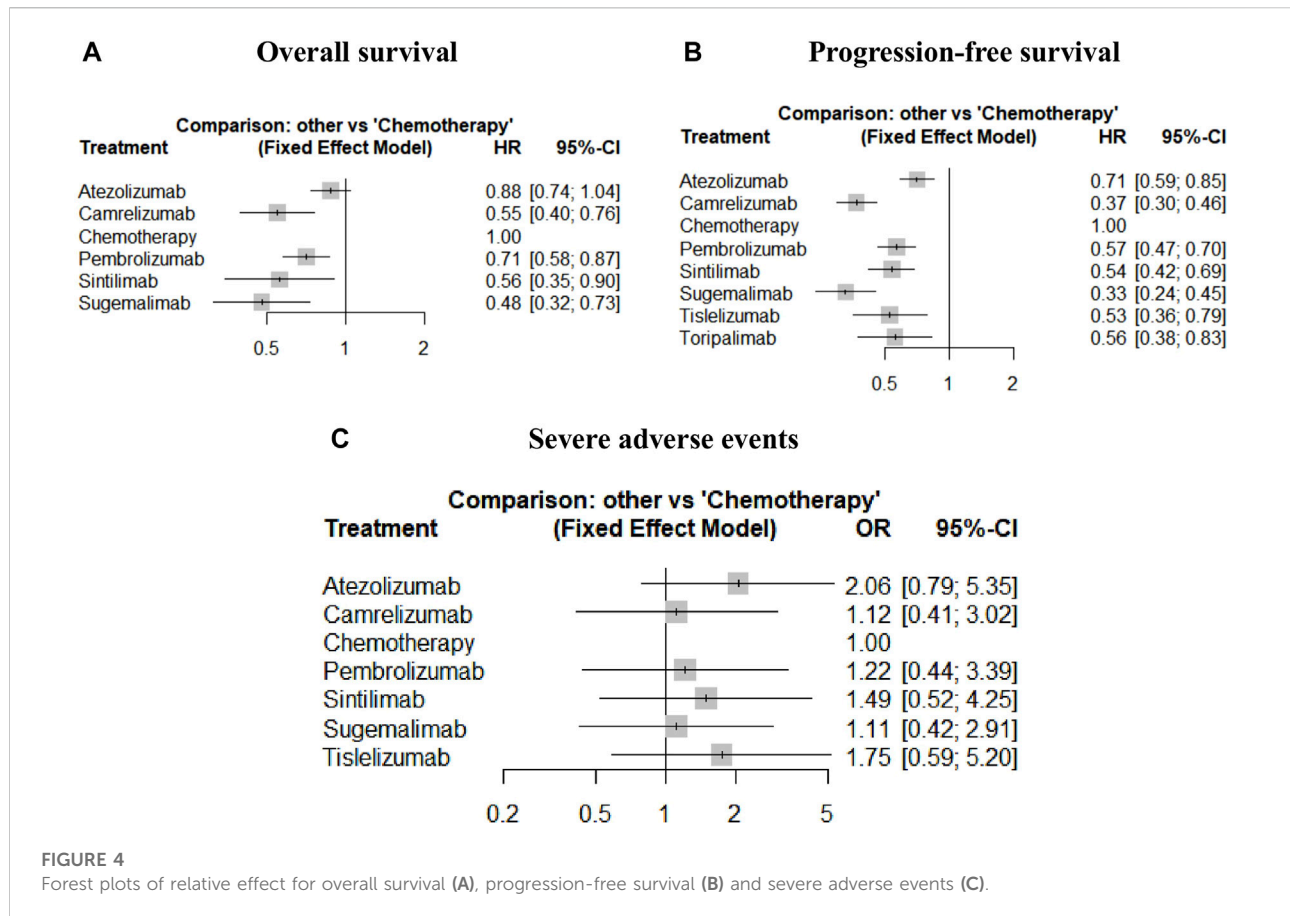 A Overall survival
Comparison: other vs 'Chemotherapy'
Treatment (Fixed Effect Model) HR 95%-CI
Atezolizumab 0.88 [0.74; 1.04]
Camrelizumab 0.55 [0.40; 0.76]
Chemotherapy 1.00
Pembrolizumab 0.71 [0.58; 0.87]
Sintilimab 0.56 [0.35; 0.90]
Sugemalimab 0.48 [0.32; 0.73]
0.5 1 2
B Progression-free survival
Comparison: other vs 'Chemotherapy'
Treatment (Fixed Effect Model) HR 95%-CI
Atezolizumab 0.71 [0.59; 0.85]
Camrelizumab 0.37 [0.30; 0.46]
Chemotherapy 1.00
Pembrolizumab 0.57 [0.47; 0.70]
Sintilimab 0.54 [0.42; 0.69]
Sugemalimab 0.33 [0.24; 0.45]
Tislelizumab 0.53 [0.36; 0.79]
Toripalimab 0.56 [0.38; 0.83]
0.5 1 2
C Severe adverse events
Comparison: other vs 'Chemotherapy'
Treatment (Fixed Effect Model) OR 95%-CI
Atezolizumab 2.06 [0.79; 5.35]
Camrelizumab 1.12 [0.41; 3.02]
Chemotherapy 1.00
Pembrolizumab 1.22 [0.44; 3.39]
Sintilimab 1.49 [0.52; 4.25]
Sugemalimab 1.11 [0.42; 2.91]
Tislelizumab 1.75 [0.59; 5.20]
0.2 0.5 1 2 5
FIGURE 4
Forest plots of relative effect for overall survival (A), progression-free survival (B) and severe adverse events (C).